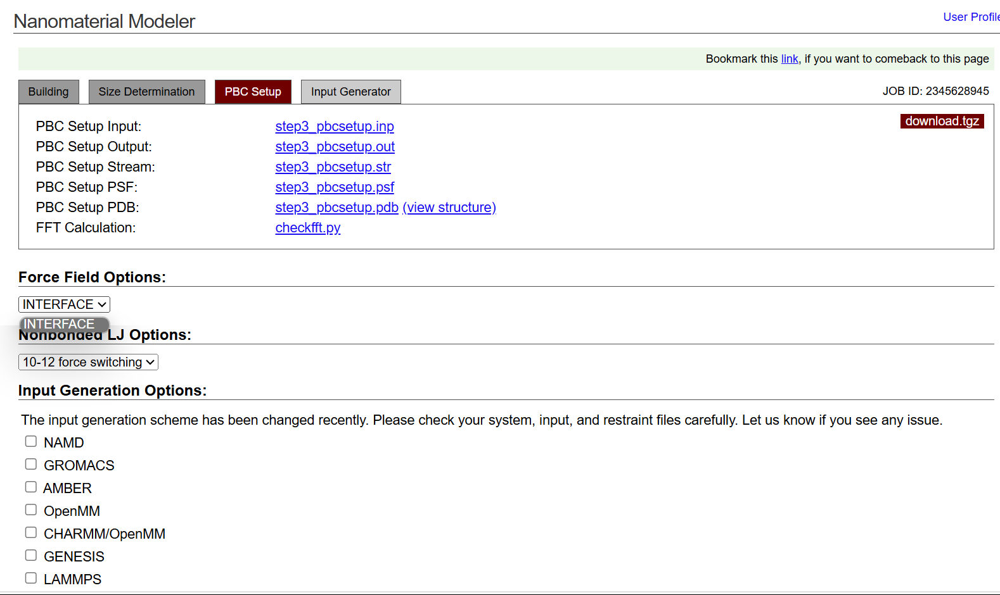 Nanomaterial Modeler
User Profile
Bookmark this link, if you want to comeback to this page
Building
Size Determination
PBC Setup
Input Generator
JOB ID: 2345628945
download.tgz
PBC Setup Input: step3_pbcsetup.inp
PBC Setup Output: step3_pbcsetup.out
PBC Setup Stream: step3_pbcsetup.str
PBC Setup PSF: step3_pbcsetup.psf
PBC Setup PDB: step3_pbcsetup.pdb (view structure)
FFT Calculation: checkfft.py
Force Field Options:
INTERFACE
INTERFACE
Nonbonded LJ Options:
10-12 force switching
Input Generation Options:
The input generation scheme has been changed recently. Please check your system, input, and restraint files carefully. Let us know if you see any issue.
NAMD
GROMACS
AMBER
OpenMM
CHARMM/OpenMM
GENESIS
LAMMPS